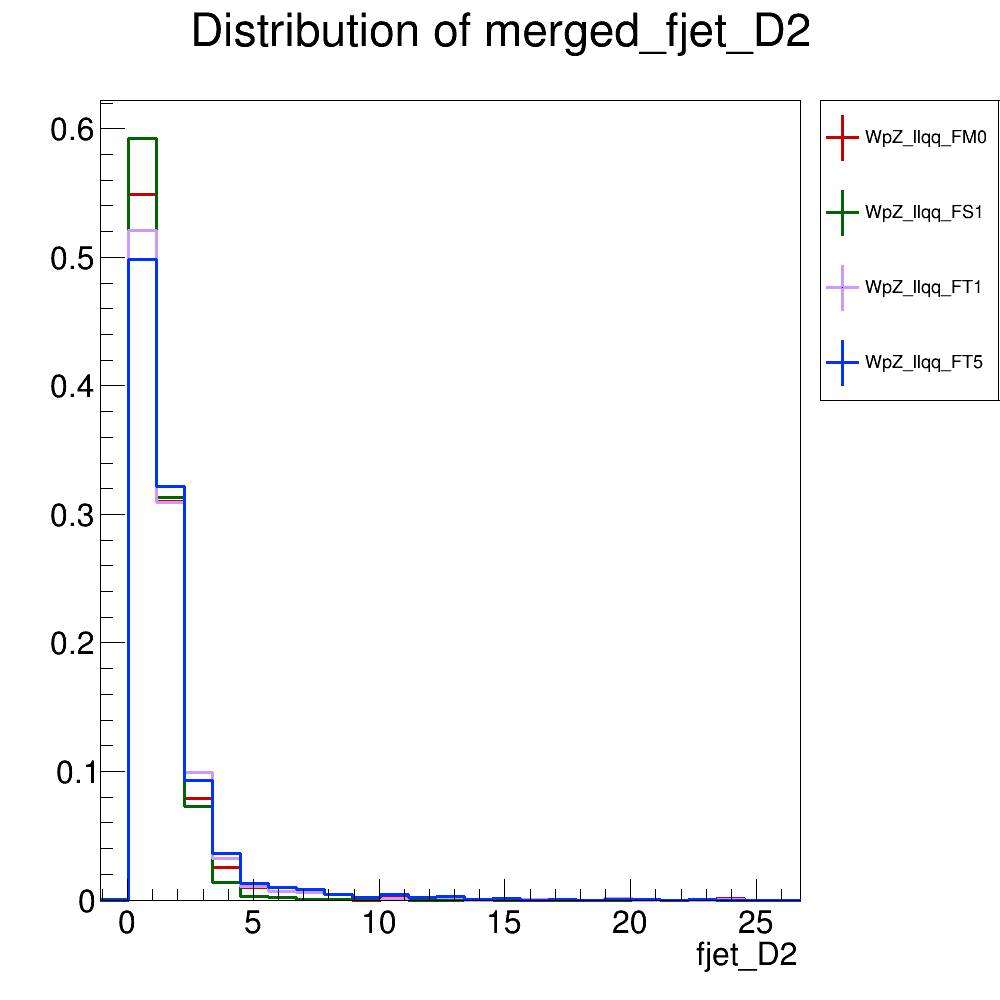 Distribution of merged_fjet_D2
WpZ_llqq_FM0
WpZ_llqq_FS1
WpZ_llqq_FT1
WpZ_llqq_FT5
0.6
0.5
0.4
0.3
0.2
0.1
0
0 5 10 15 20 25
fjet_D2